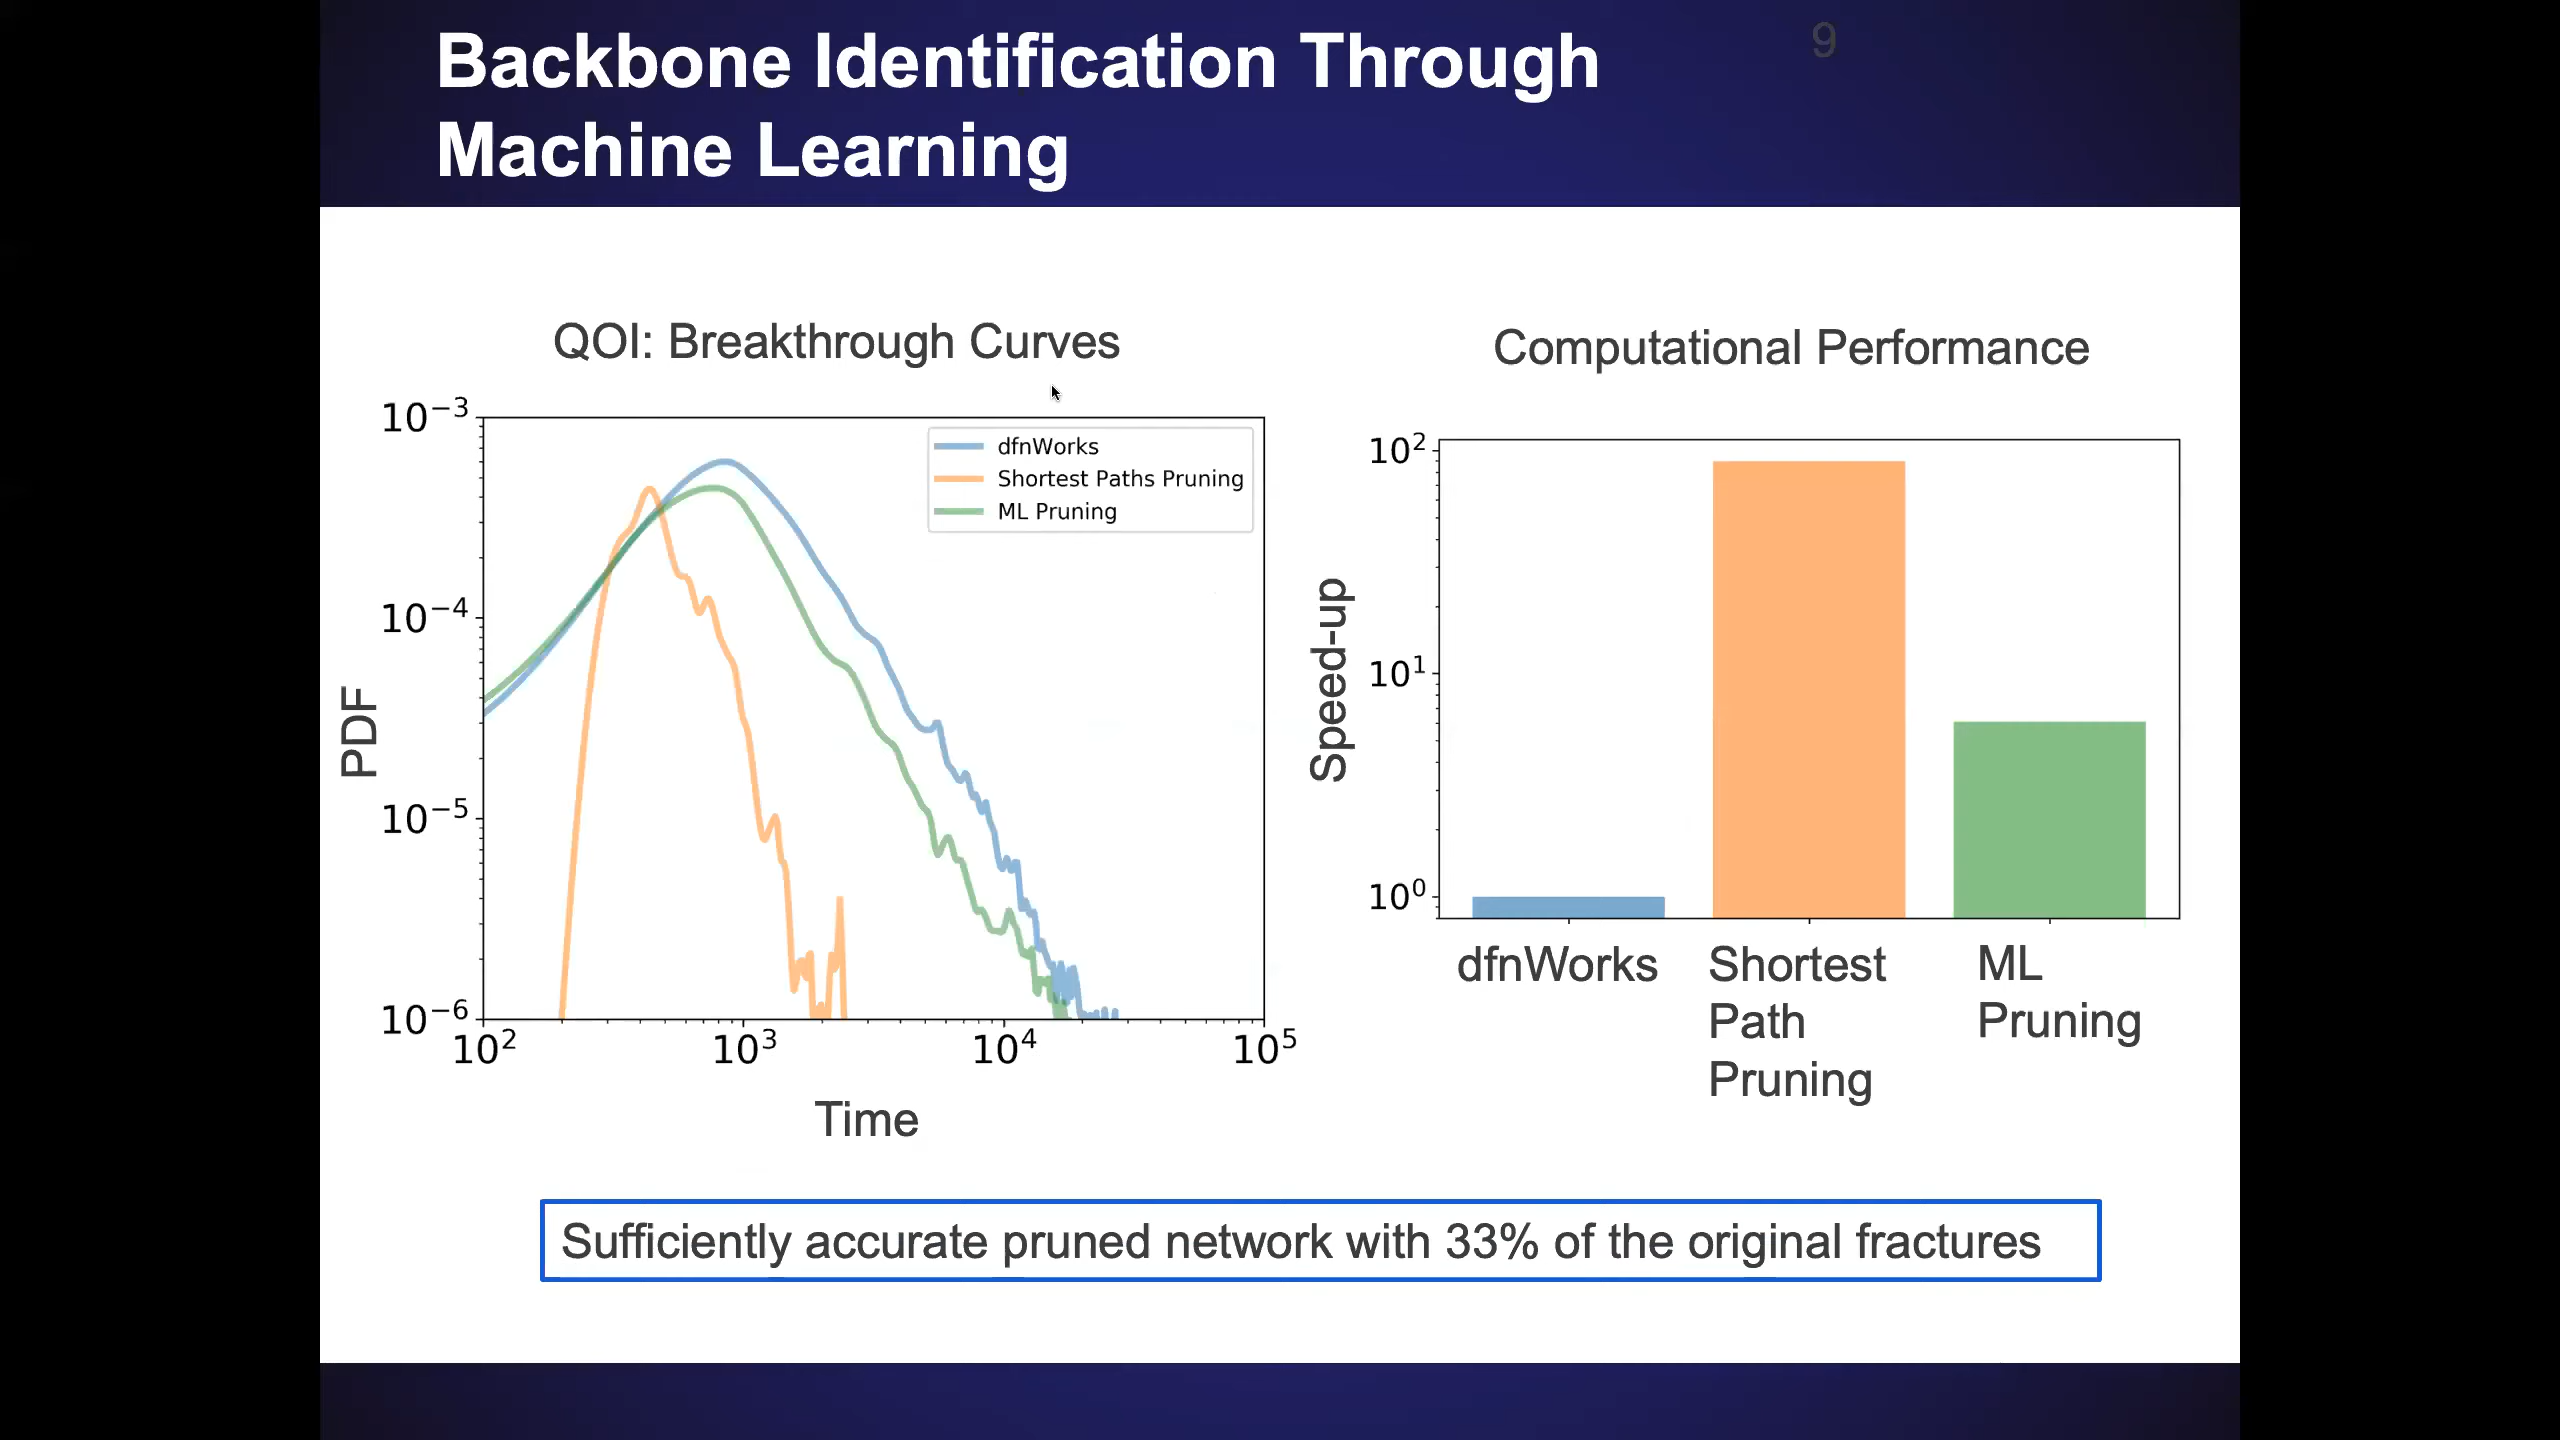 Backbone Identification Through
Machine Learning
9
QOI: Breakthrough Curves
10⁻³
10⁻⁴
10⁻⁵
10⁻⁶
PDF
dfnWorks
Shortest Paths Pruning
ML Pruning
10²
10³
10⁴
10⁵
Time
Computational Performance
10²
10¹
10⁰
Speed-up
dfnWorks
Shortest
Path
Pruning
ML
Pruning
Sufficiently accurate pruned network with 33% of the original fractures